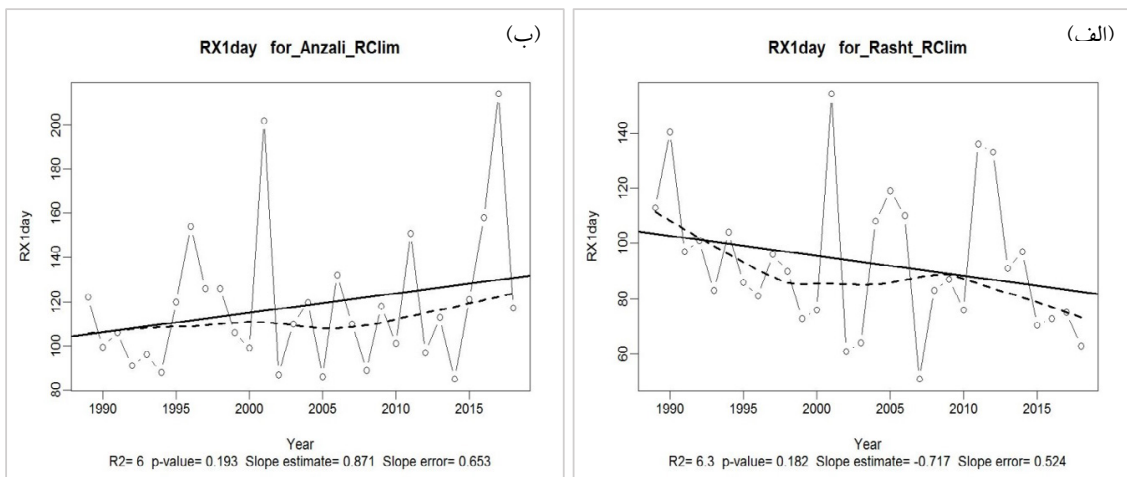 (ب)
RX1day for_Anzali_RClim
RX1day
200
180
160
140
120
100
80
1990 1995 2000 2005 2010 2015
Year
R2= 6 p-value= 0.193 Slope estimate= 0.871 Slope error= 0.653
(الف)
RX1day for_Rasht_RClim
RX1day
140
120
100
80
60
1990 1995 2000 2005 2010 2015
Year
R2= 6.3 p-value= 0.182 Slope estimate= -0.717 Slope error= 0.524